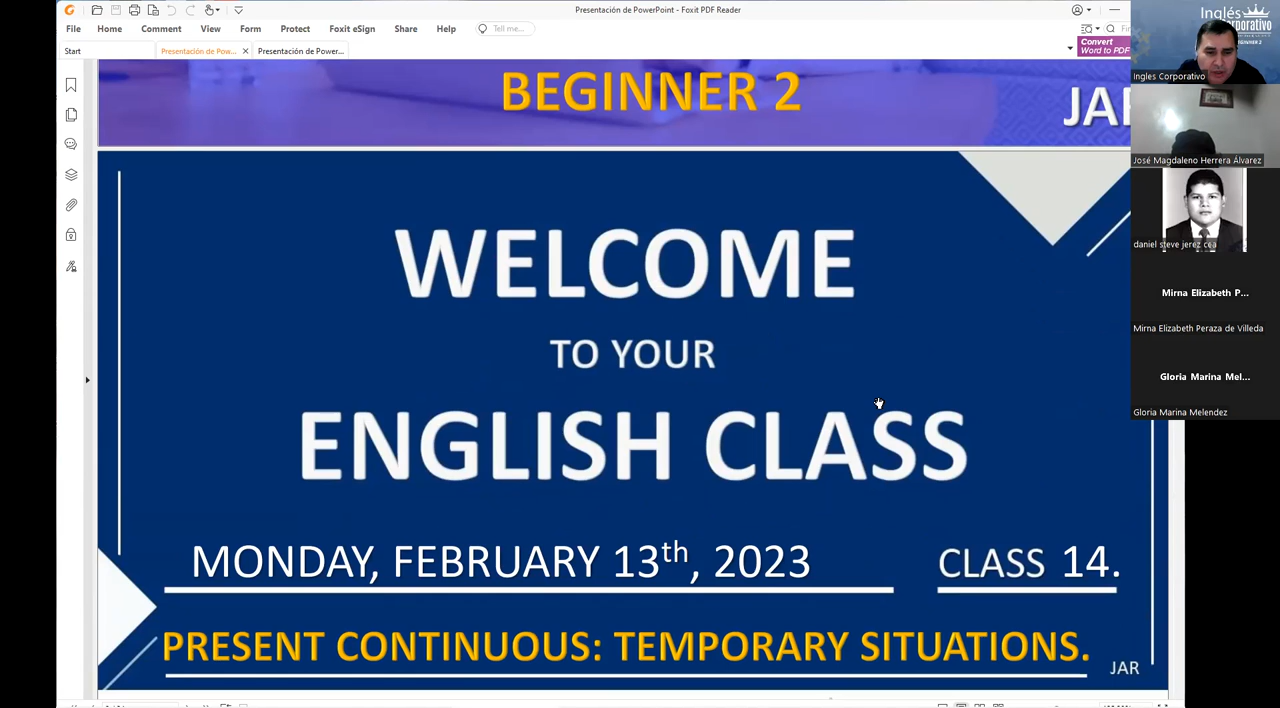 Presentación de PowerPoint - Foxit PDF Reader
File Home Comment View Form Protect Foxit eSign Share Help Tell me...
Start Presentación de Pow... Presentación de Power...
Convert
Word to PDF
BEGINNER 2
WELCOME
TO YOUR
ENGLISH CLASS
MONDAY, FEBRUARY 13th, 2023 CLASS 14.
PRESENT CONTINUOUS: TEMPORARY SITUATIONS.
JAR
Inglés
Ingles Corporativo
José Magdaleno Herrera Álvarez
daniel steve jerez cea
Mirna Elizabeth P...
Mirna Elizabeth Peraza de Villeda
Gloria Marina Mel...
Gloria Marina Melendez